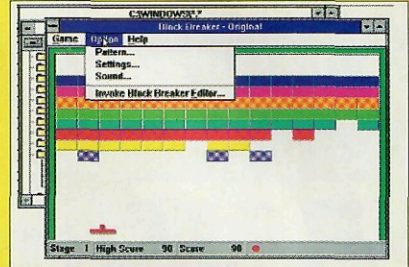 C:\WINDOWS\*.*
Block Breaker - Original
Game Option Help
Pattern...
Settings...
Sound...
Invoke Block Breaker Editor...
Stage 1 High Score 90 Score 90